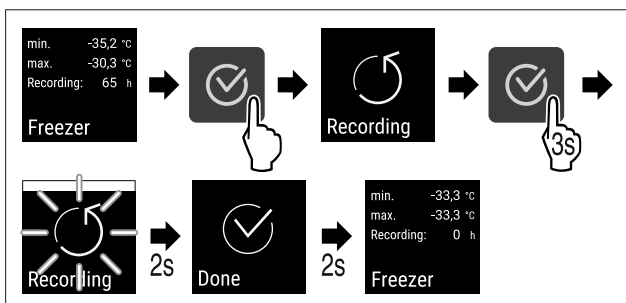 min. -35,2 °C
max. -30,3 °C
Recording: 65 h
Freezer
Recording
3s
Recording
2s
Done
2s
min. -33,3 °C
max. -33,3 °C
Recording: 0 h
Freezer